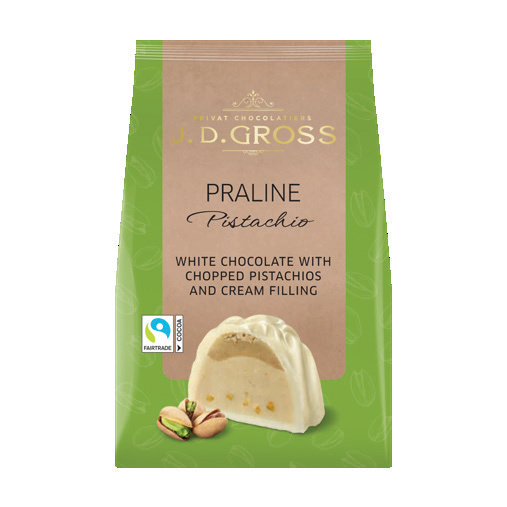 PRIVAT CHOCOLATIERS
J. D. GROSS
PRALINE
Pistachio
WHITE CHOCOLATE WITH
CHOPPED PISTACHIOS
AND CREAM FILLING
FAIRTRADE
COCOA